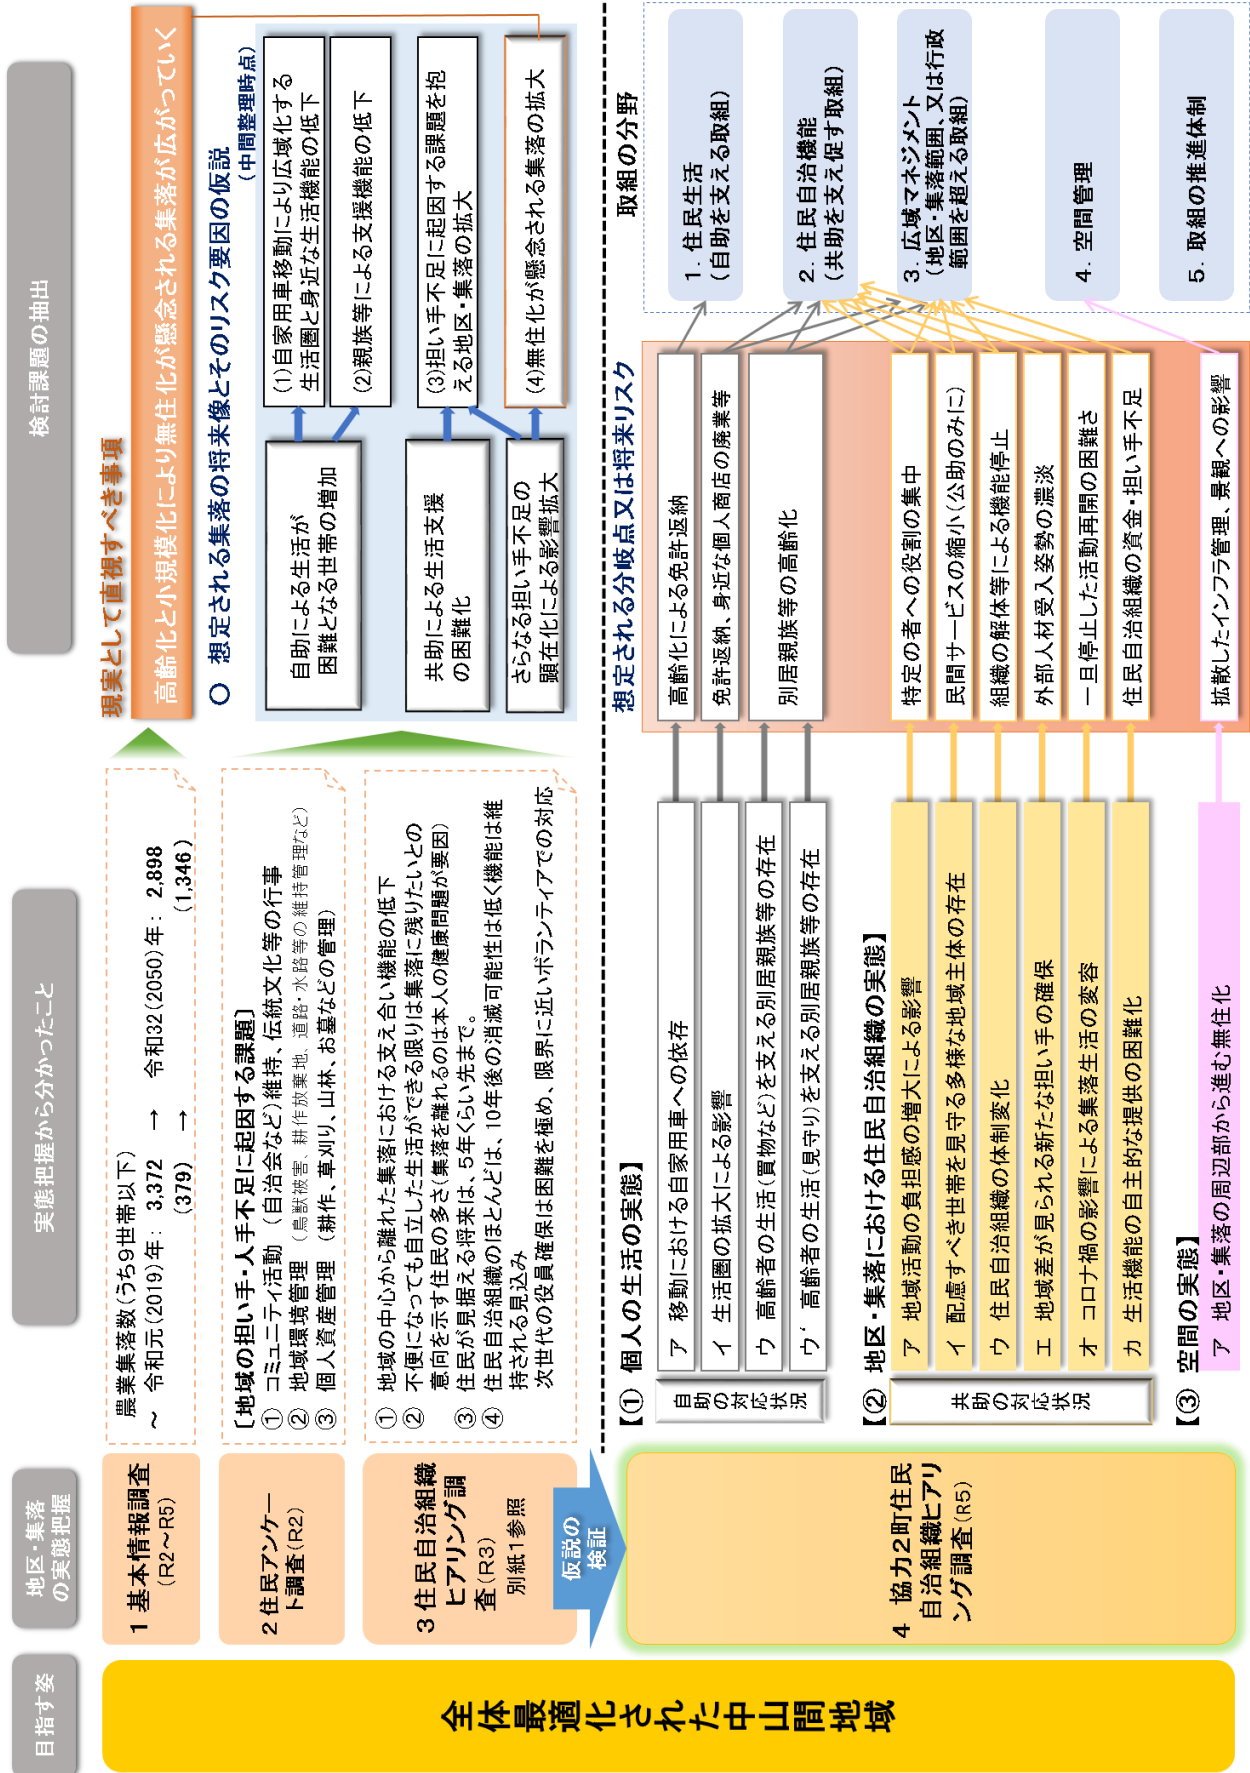 目指す姿
地区・集落
の実態把握
実態把握から分かったこと
検討課題の抽出
全体最適化された中山間地域
1 基本情報調査
(R2～R5)
農業集落数(うち9世帯以下)
～ 令和元(2019)年: 3,372 → 令和32(2050)年: 2,898
(379) → (1,346)
現実として直視すべき事項
高齢化と小規模化により無住化が懸念される集落が広がっていく
2 住民アンケー
ト調査(R2)
〔地域の担い手・人手不足に起因する課題〕
① コミュニティ活動 (自治会など)維持、伝統文化等の行事
② 地域環境管理 (鳥獣被害、耕作放棄地、道路・水路等の維持管理など)
③ 個人資産管理 (耕作、草刈り、山林、お墓などの管理)
3 住民自治組織
ヒアリング調
査(R3)
別紙1参照
① 地域の中心から離れた集落における支え合い機能の低下
② 不便になっても自立した生活ができる限りは集落に残りたいとの
意向を示す住民の多さ(集落を離れるのは本人の健康問題が要因)
③ 住民が見据える将来は、5年くらい先まで。
④ 住民自治組織のほとんどは、10年後の消滅可能性は低く機能は維
持される見込み
次世代の役員確保は困難を極め、限界に近いボランティアでの対応
○ 想定される集落の将来像とそのリスク要因の仮説
(中間整理時点)
自助による生活が
困難となる世帯の増加
共助による生活支援
の困難化
さらなる担い手不足の
顕在化による影響拡大
(1)自家用車移動により広域化する
生活圏と身近な生活機能の低下
(2)親族等による支援機能の低下
(3)担い手不足に起因する課題を抱
える地区・集落の拡大
(4)無住化が懸念される集落の拡大
仮説の
検証
4 協力2町住民
自治組織ヒアリ
ング調査(R5)
【① 個人の生活の実態】
自助の対応状況
ア 移動における自家用車への依存
イ 生活圏の拡大による影響
ウ 高齢者の生活(買物など)を支える別居親族等の存在
ウ‘ 高齢者の生活(見守り)を支える別居親族等の存在
【② 地区・集落における住民自治組織の実態】
共助の対応状況
ア 地域活動の負担感の増大による影響
イ 配慮すべき世帯を見守る多様な地域主体の存在
ウ 住民自治組織の体制変化
エ 地域差が見られる新たな担い手の確保
オ コロナ禍の影響による集落生活の変容
カ 生活機能の自主的な提供の困難化
【③ 空間の実態】
ア 地区・集落の周辺部から進む無住化
想定される分岐点又は将来リスク
高齢化による免許返納
免許返納、身近な個人商店の廃業等
別居親族等の高齢化
特定の者への役割の集中
民間サービスの縮小(公助のみに)
組織の解体等による機能停止
外部人材受入姿勢の濃淡
一旦停止した活動再開の困難さ
住民自治組織の資金・担い手不足
拡散したインフラ管理、景観への影響
取組の分野
1. 住民生活
(自助を支える取組)
2. 住民自治機能
(共助を支え促す取組)
3. 広域マネジメント
(地区・集落範囲、又は行政
範囲を超える取組)
4. 空間管理
5. 取組の推進体制